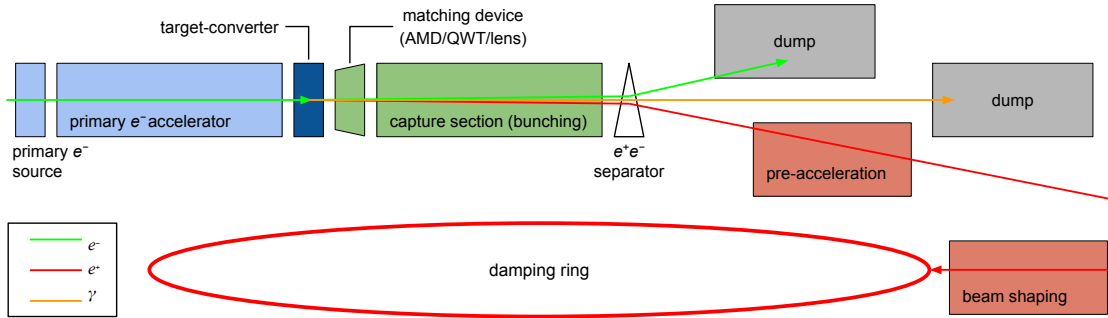 target-converter
matching device
(AMD/QWT/lens)
dump
dump
primary e⁻ accelerator
capture section (bunching)
primary e⁻
source
e⁺e⁻
separator
pre-acceleration
e⁻
e⁺
γ
damping ring
beam shaping